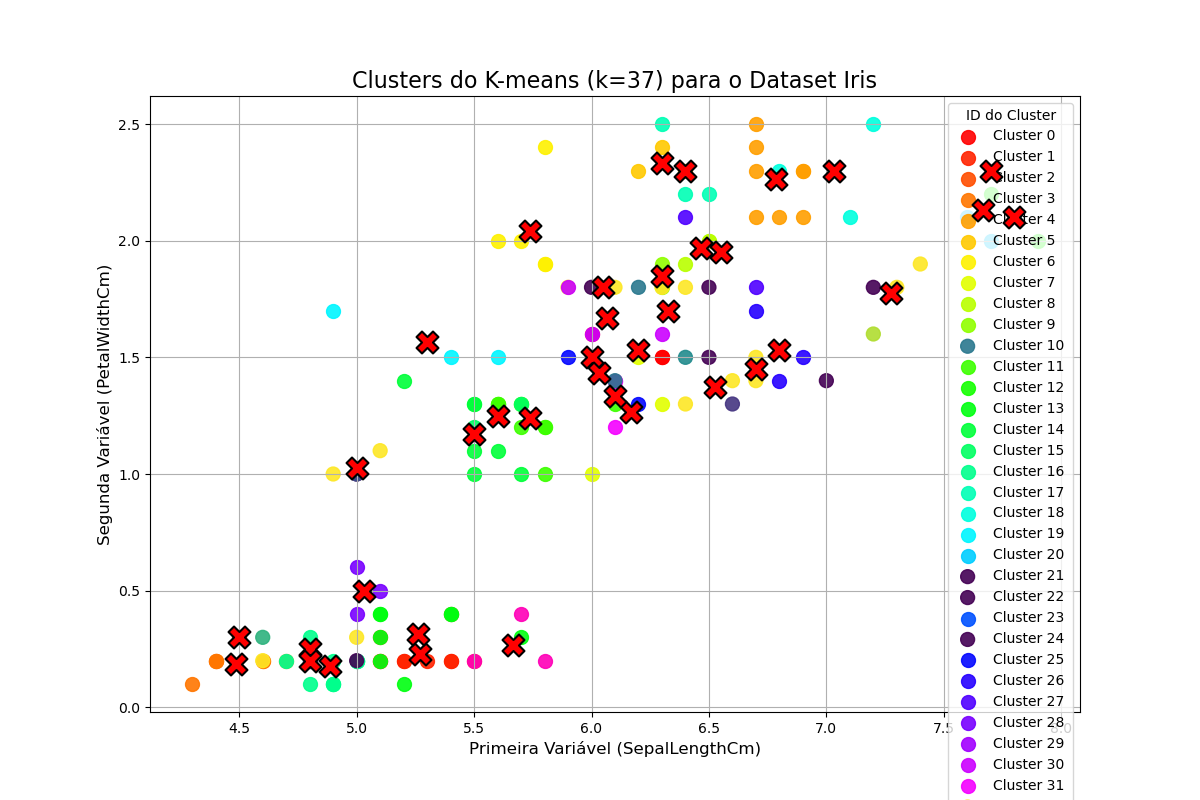 Clusters do K-means (k=37) para o Dataset Iris
Segunda Variável (PetalWidthCm)
2.5
2.0
1.5
1.0
0.5
0.0
4.5
5.0
5.5
6.0
6.5
7.0
7.5
8.0
Primeira Variável (SepalLengthCm)
ID do Cluster
Cluster 0
Cluster 1
Cluster 2
Cluster 3
Cluster 4
Cluster 5
Cluster 6
Cluster 7
Cluster 8
Cluster 9
Cluster 10
Cluster 11
Cluster 12
Cluster 13
Cluster 14
Cluster 15
Cluster 16
Cluster 17
Cluster 18
Cluster 19
Cluster 20
Cluster 21
Cluster 22
Cluster 23
Cluster 24
Cluster 25
Cluster 26
Cluster 27
Cluster 28
Cluster 29
Cluster 30
Cluster 31